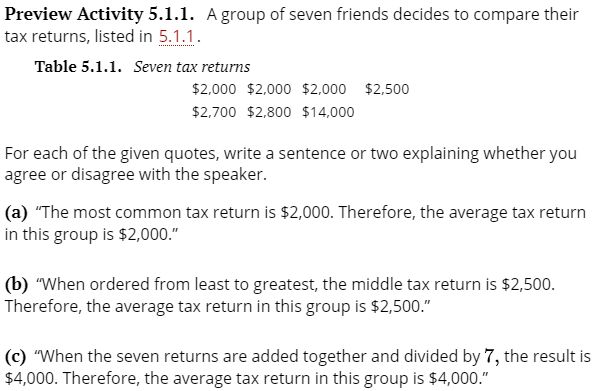 Preview Activity 5.1.1. A group of seven friends decides to compare their
tax returns, listed in 5.1.1.
Table 5.1.1. Seven tax returns
$2,000 $2,000 $2,000 $2,500
$2,700 $2,800 $14,000
For each of the given quotes, write a sentence or two explaining whether you
agree or disagree with the speaker.
(a) “The most common tax return is $2,000. Therefore, the average tax return
in this group is $2,000.”
(b) “When ordered from least to greatest, the middle tax return is $2,500.
Therefore, the average tax return in this group is $2,500.”
(c) “When the seven returns are added together and divided by 7, the result is
$4,000. Therefore, the average tax return in this group is $4,000.”